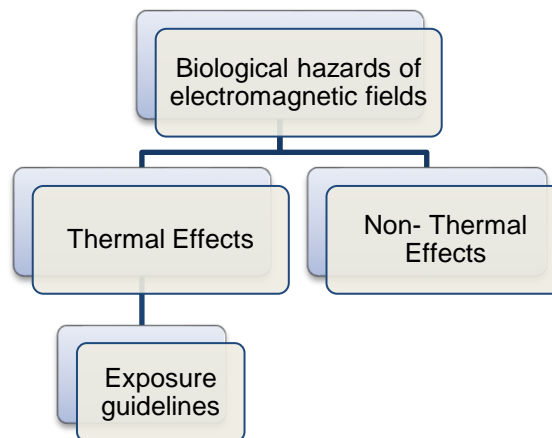 Biological hazards of
electromagnetic fields
Thermal Effects
Non- Thermal
Effects
Exposure
guidelines